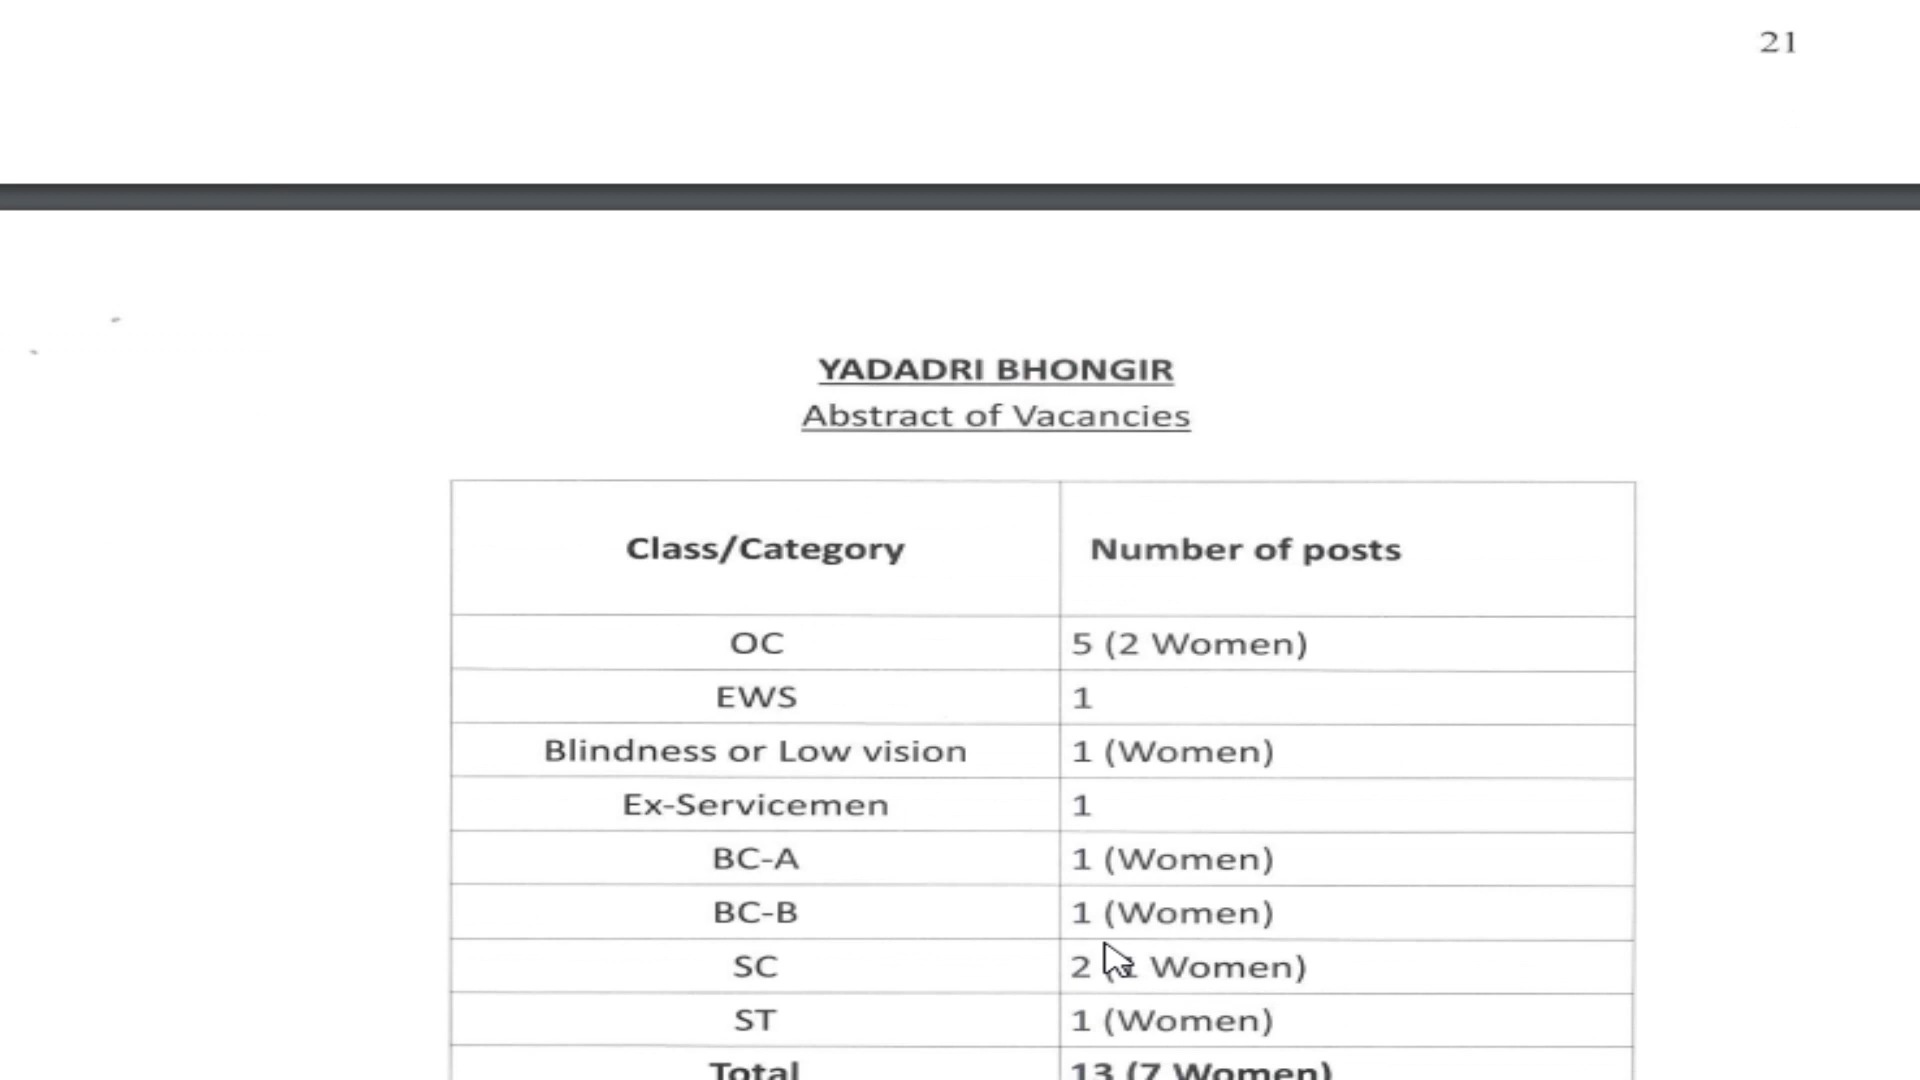 21
YADADRI BHONGIR
Abstract of Vacancies
Class/Category Number of posts
OC 5 (2 Women)
EWS 1
Blindness or Low vision 1 (Women)
Ex-Servicemen 1
BC-A 1 (Women)
BC-B 1 (Women)
SC 2 Women)
ST 1 (Women)
Total 13 (7 Women)